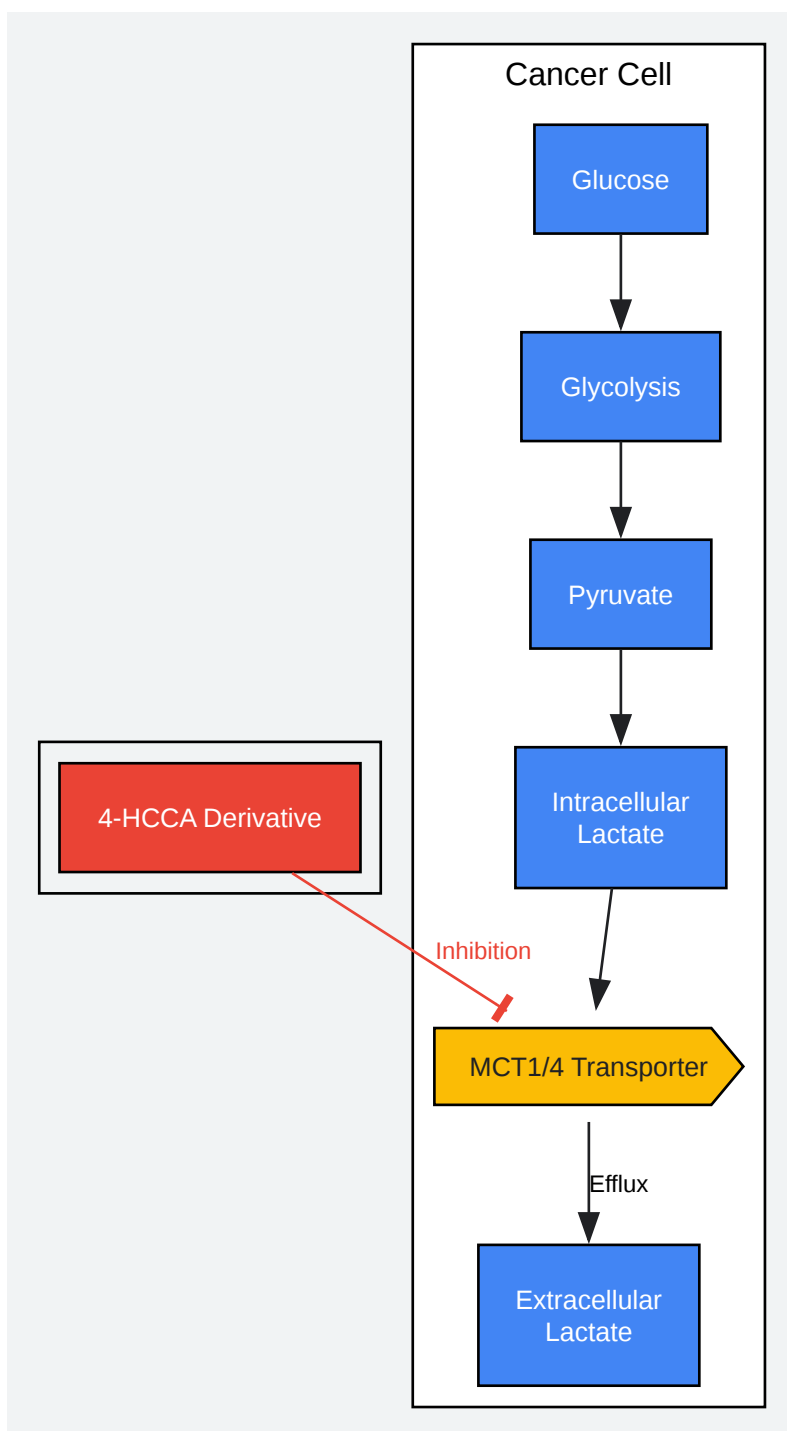 Cancer Cell
Glucose
Glycolysis
Pyruvate
Intracellular
Lactate
4-HCCA Derivative
Inhibition
MCT1/4 Transporter
Efflux
Extracellular
Lactate